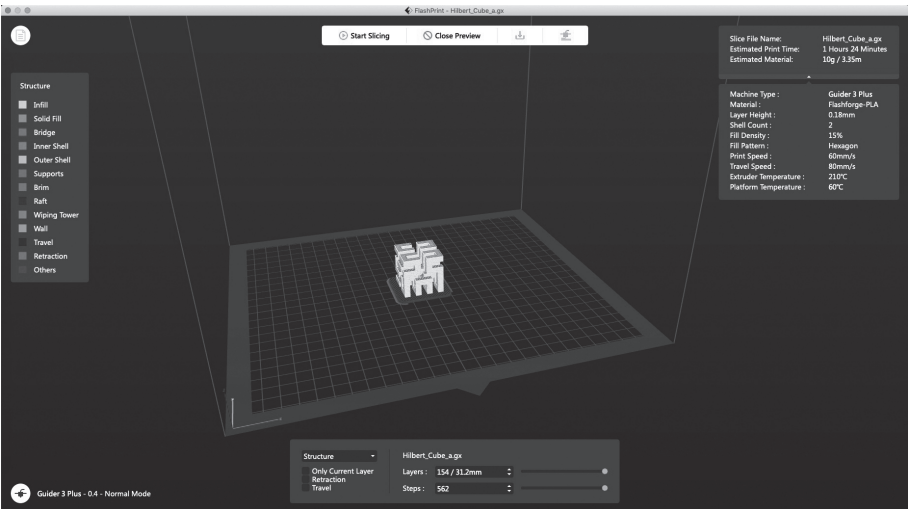 FlashPrint - Hilbert_Cube_a.gx
Start Slicing
Close Preview
Slice File Name: Hilbert_Cube_a.gx
Estimated Print Time: 1 Hours 24 Minutes
Estimated Material: 10g / 3.35m
Structure
Infill
Solid Fill
Bridge
Inner Shell
Outer Shell
Supports
Brim
Raft
Wiping Tower
Wall
Travel
Retraction
Others
Machine Type : Guider 3 Plus
Material : Flashforge-PLA
Layer Height : 0.18mm
Shell Count : 2
Fill Density : 15%
Fill Pattern : Hexagon
Print Speed : 60mm/s
Travel Speed : 80mm/s
Extruder Temperature : 210℃
Platform Temperature : 60℃
Structure
Only Current Layer
Retraction
Travel
Hilbert_Cube_a.gx
Layers : 154 / 31.2mm
Steps : 562
Guider 3 Plus - 0.4 - Normal Mode